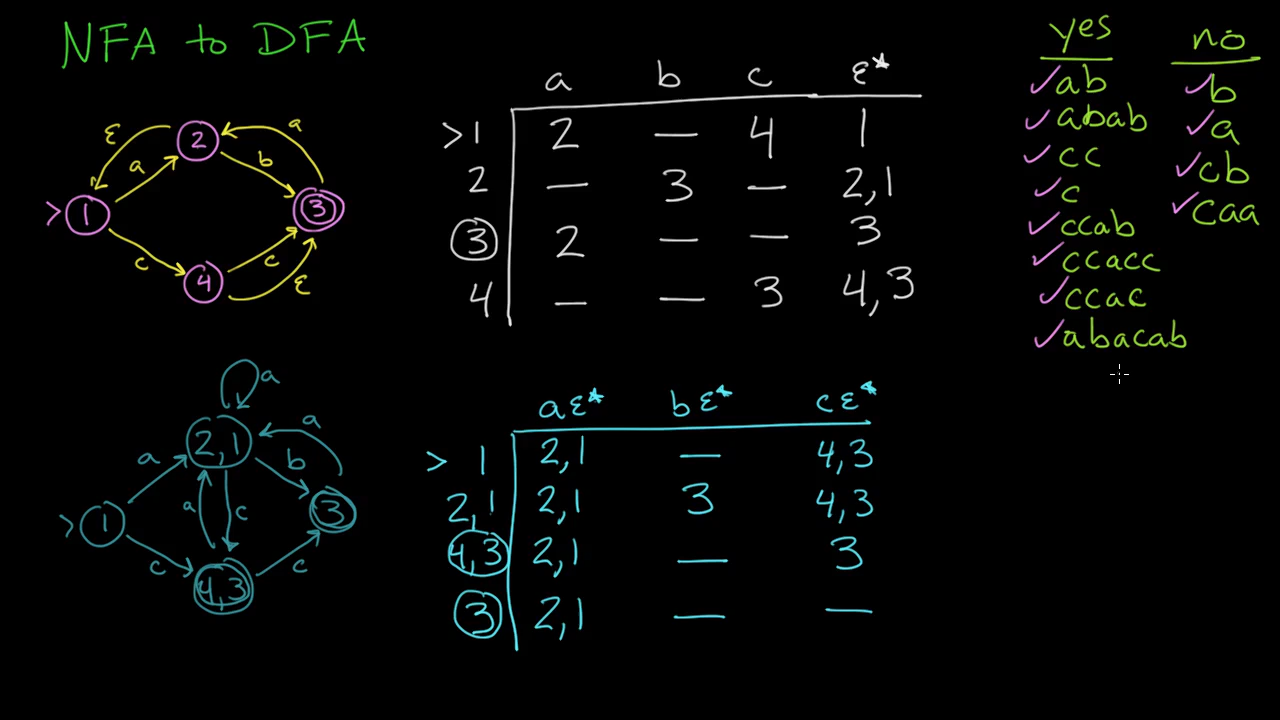 NFA to DFA
ε a
2
a b
>1 3
c c
4 ε
a b c ε*
>1 2 — 4 1
2 — 3 — 2,1
3 2 — — 3
4 — — 3 4,3
yes
✓ab
✓abab
✓cc
✓c
✓ccab
✓ccacc
✓ccac
✓abacab
no
✓b
✓a
✓cb
✓caa
a
2,1 a
a b
>1 a c 3
c c
4,3
aε* bε* cε*
>1 2,1 — 4,3
2,1 2,1 3 4,3
4,3 2,1 — 3
3 2,1 — —